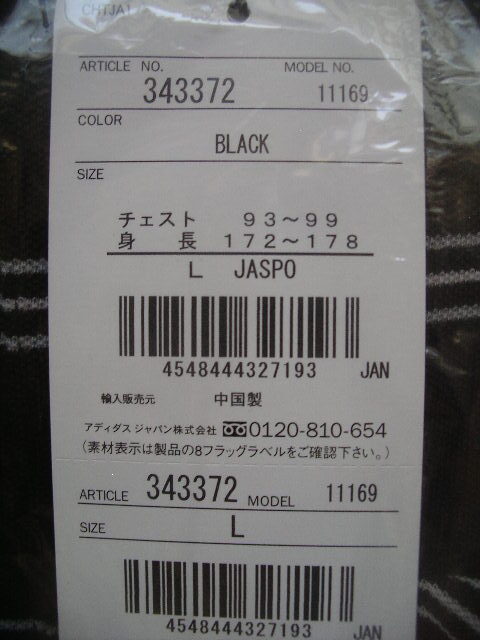 CHTJA1
ARTICLE NO. MODEL NO.
343372 11169
COLOR
BLACK
SIZE
チェスト 93～99
身長 172～178
L JASPO
4548444327193 JAN
輸入販売元 中国製
アディダス ジャパン株式会社 0120-810-654
(素材表示は製品の8フラッグラベルをご確認下さい。)
ARTICLE 343372 MODEL 11169
SIZE L
4548444327193 JAN